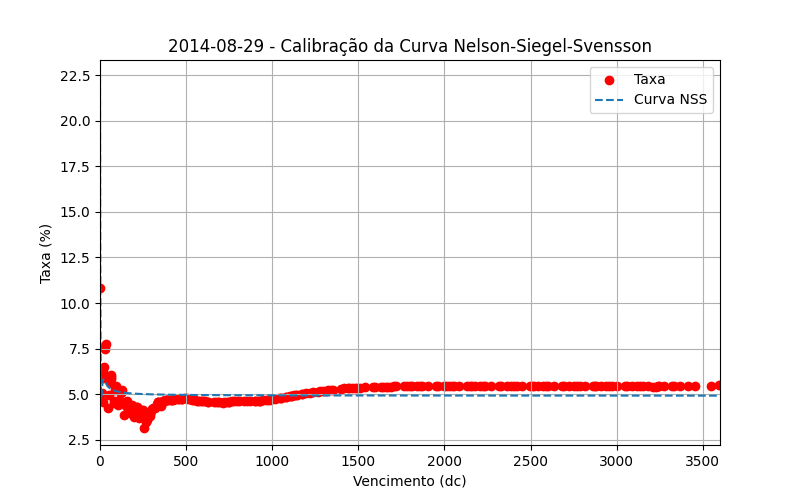 2014-08-29 - Calibração da Curva Nelson-Siegel-Svensson
Taxa
Curva NSS
22.5
20.0
17.5
15.0
12.5
10.0
7.5
5.0
2.5
Taxa (%)
0 500 1000 1500 2000 2500 3000 3500
Vencimento (dc)